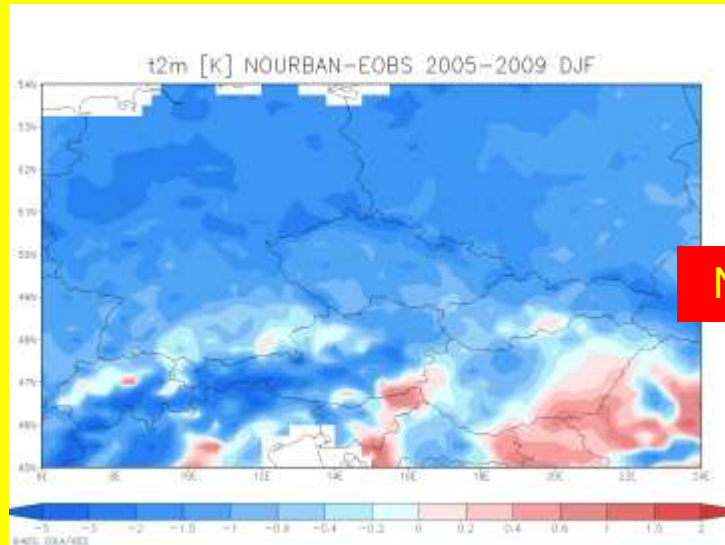 t2m [K] NOURBAN-EOBS 2005-2009 DJF
54N
53N
52N
51N
50N
49N
N
48N
47N
46N
45N
6E 8E 10E 12E 14E 16E 18E 20E 22E 24E
-5 -3 -2 -1.5 -1 -0.8 -0.4 -0.2 0 0.2 0.4 0.6 1 1.5 2